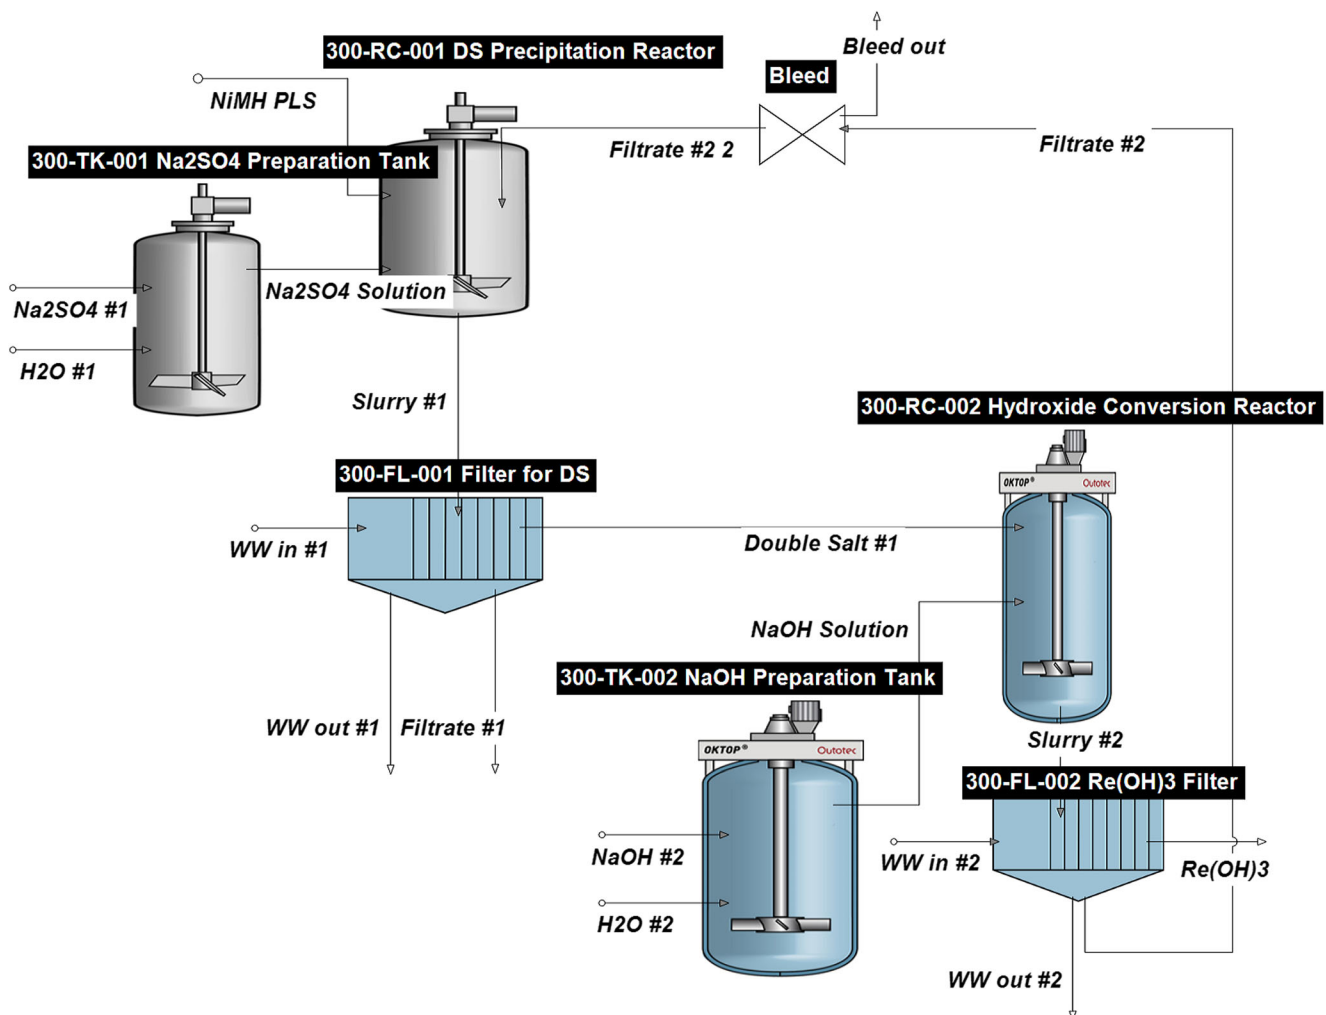 Bleed out
300-RC-001 DS Precipitation Reactor
Bleed
NiMH PLS
Filtrate #2 2
Filtrate #2
300-TK-001 Na2SO4 Preparation Tank
Na2SO4 Solution
Na2SO4 #1
H2O #1
Slurry #1
300-RC-002 Hydroxide Conversion Reactor
300-FL-001 Filter for DS
OKTOP® Outotec
WW in #1
Double Salt #1
NaOH Solution
300-TK-002 NaOH Preparation Tank
WW out #1
Filtrate #1
Slurry #2
OKTOP® Outotec
300-FL-002 Re(OH)3 Filter
NaOH #2
WW in #2
Re(OH)3
H2O #2
WW out #2